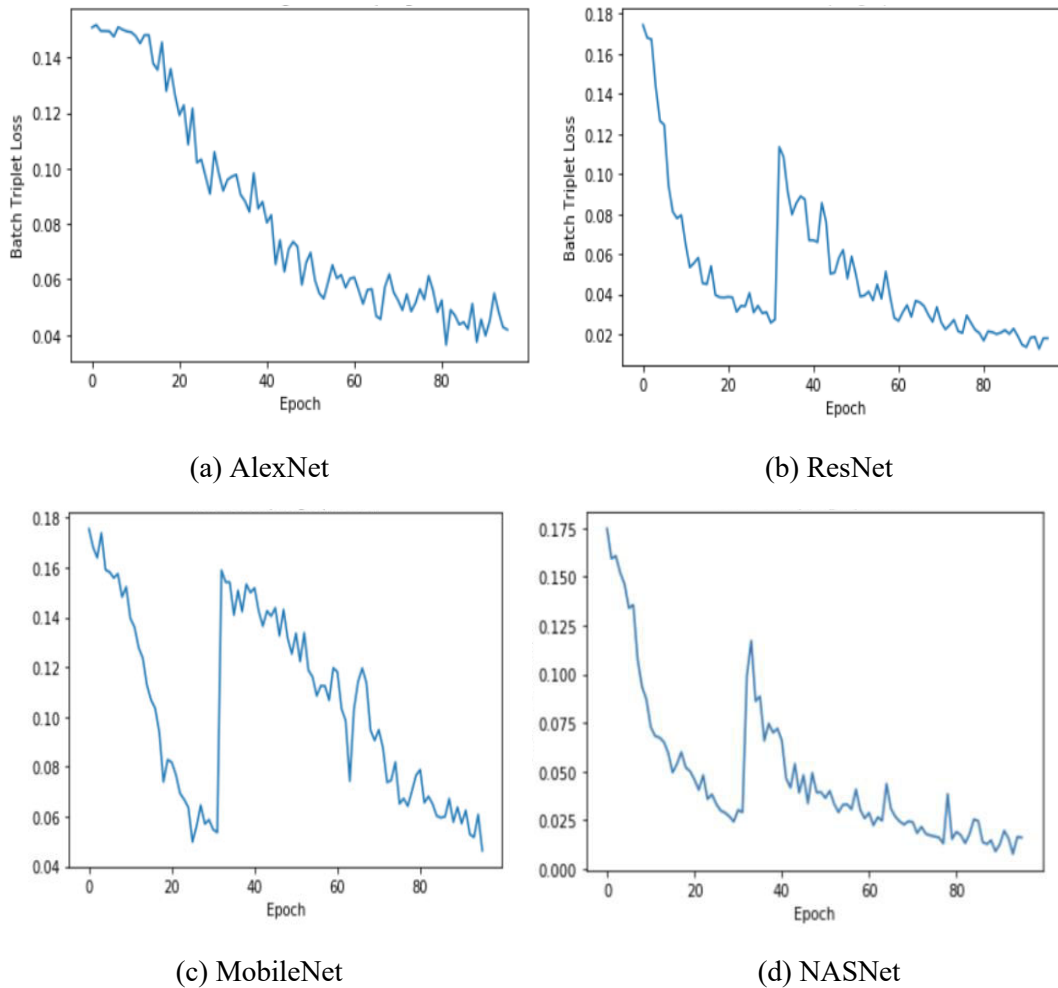 0.14
0.12
0.10
0.08
0.06
0.04
Batch Triplet Loss
0 20 40 60 80
Epoch
(a) AlexNet
0.18
0.16
0.14
0.12
0.10
0.08
0.06
0.04
0.02
Batch Triplet Loss
0 20 40 60 80
Epoch
(b) ResNet
0.18
0.16
0.14
0.12
0.10
0.08
0.06
0.04
0 20 40 60 80
Epoch
(c) MobileNet
0.175
0.150
0.125
0.100
0.075
0.050
0.025
0.000
0 20 40 60 80
Epoch
(d) NASNet